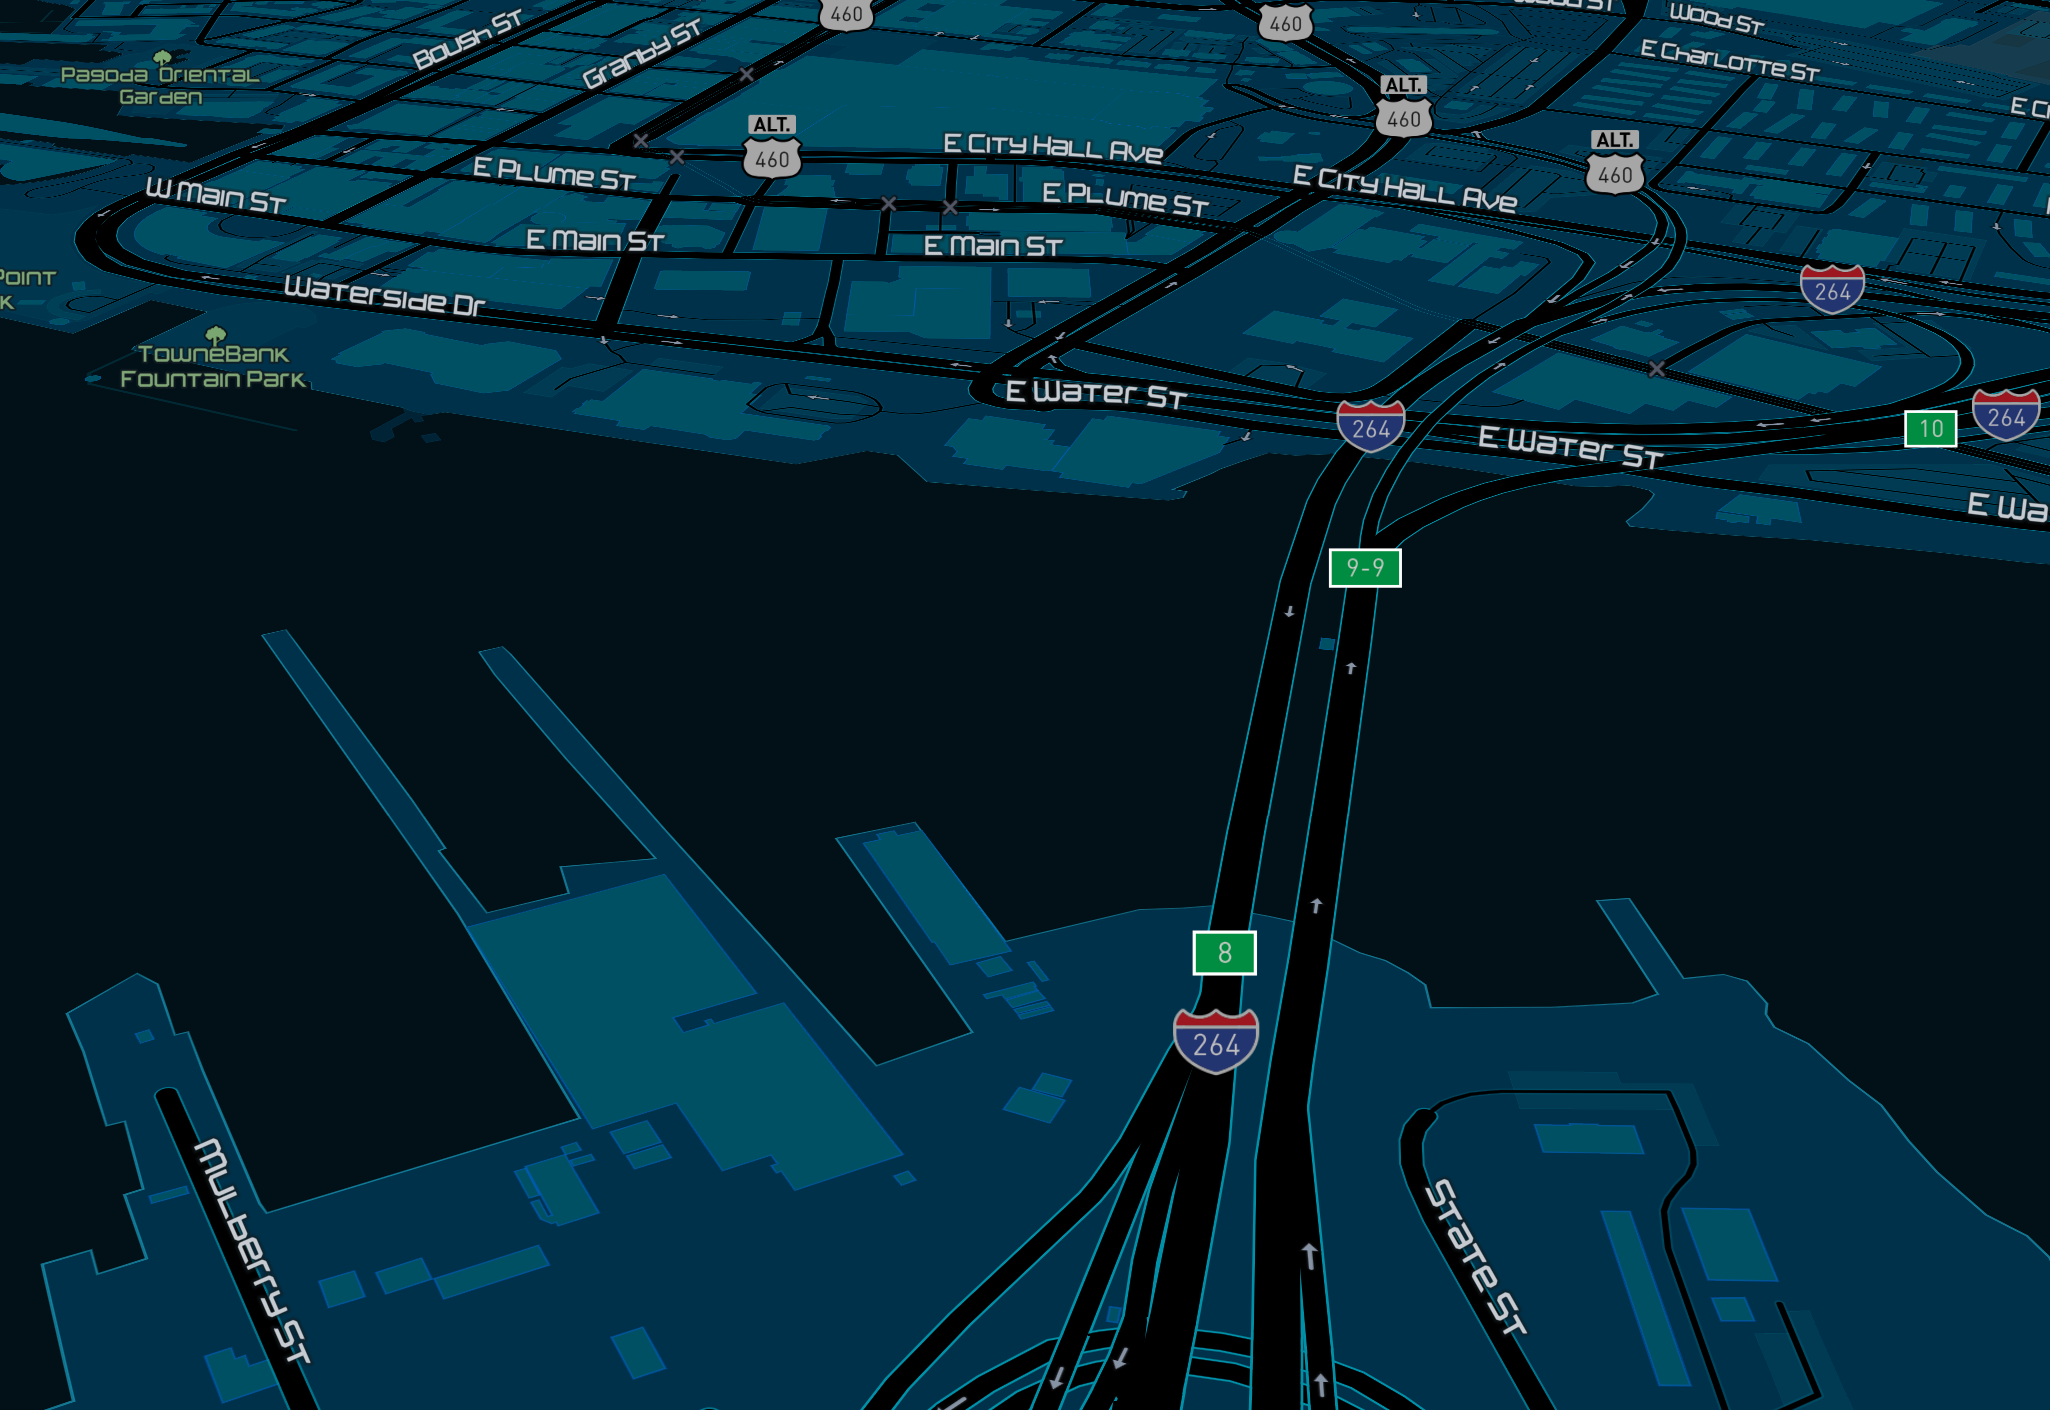 460
460
Wood St
Boush St
Granby St
Wood St
E Charlotte St
Pagoda Oriental
Garden
ALT.
460
ALT.
460
ALT.
460
E City Hall Ave
E City Hall Ave
E Plume St
E Plume St
W Main St
E Main St
E Main St
Waterside Dr
264
TowneBank
Fountain Park
E Water St
264
E Water St
10
264
9-9
8
264
Mulberry St
State St